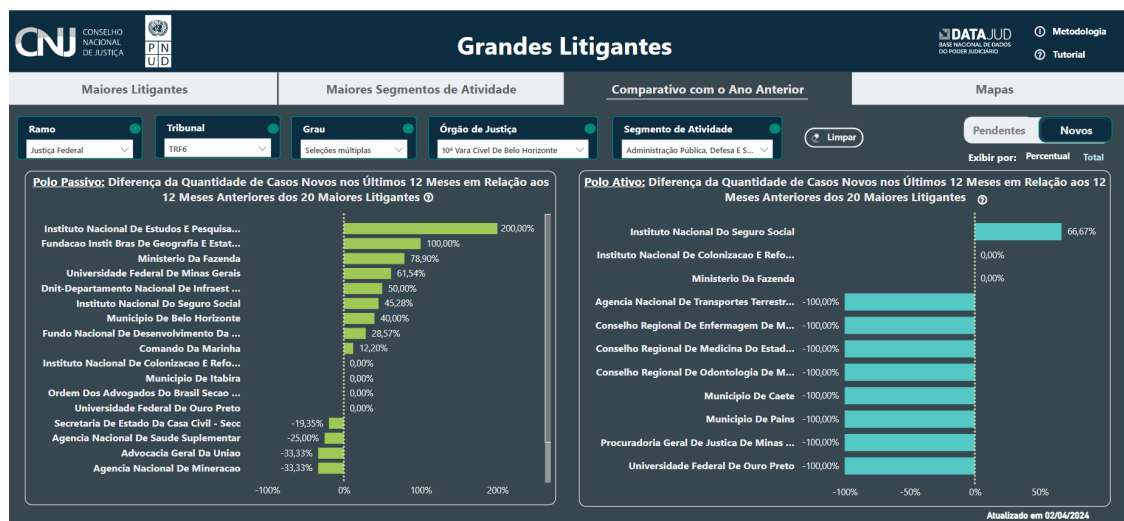 CNJ
CONSELHO
NACIONAL
DE JUSTIÇA
P N
U D
Grandes Litigantes
DATAJUD
BASE NACIONAL DE DADOS
DO PODER JUDICIÁRIO
Metodologia
Tutorial
Maiores Litigantes
Maiores Segmentos de Atividade
Comparativo com o Ano Anterior
Mapas
Ramo
Justiça Federal
Tribunal
TRF6
Grau
Seleções múltiplas
Órgão de Justiça
10ª Vara Cível De Belo Horizonte
Segmento de Atividade
Administração Pública, Defesa E S...
Limpar
Pendentes
Novos
Exibir por: Percentual Total
Polo Passivo: Diferença da Quantidade de Casos Novos nos Últimos 12 Meses em Relação aos
12 Meses Anteriores dos 20 Maiores Litigantes
Instituto Nacional De Estudos E Pesquisa... 200,00%
Fundacao Instit Bras De Geografia E Estat... 100,00%
Ministerio Da Fazenda 78,90%
Universidade Federal De Minas Gerais 61,54%
Dnit-Departamento Nacional De Infraest ... 50,00%
Instituto Nacional Do Seguro Social 45,28%
Municipio De Belo Horizonte 40,00%
Fundo Nacional De Desenvolvimento Da ... 28,57%
Comando Da Marinha 12,20%
Instituto Nacional De Colonizacao E Refo... 0,00%
Municipio De Itabira 0,00%
Ordem Dos Advogados Do Brasil Secao ... 0,00%
Universidade Federal De Ouro Preto 0,00%
Secretaria De Estado Da Casa Civil - Secc -19,35%
Agencia Nacional De Saude Suplementar -25,00%
Advocacia Geral Da Uniao -33,33%
Agencia Nacional De Mineracao -33,33%
-100% 0% 100% 200%
Polo Ativo: Diferença da Quantidade de Casos Novos nos Últimos 12 Meses em Relação aos 12
Meses Anteriores dos 20 Maiores Litigantes
Instituto Nacional Do Seguro Social 66,67%
Instituto Nacional De Colonizacao E Refo... 0,00%
Ministerio Da Fazenda 0,00%
Agencia Nacional De Transportes Terrestr... -100,00%
Conselho Regional De Enfermagem De M... -100,00%
Conselho Regional De Medicina Do Estad... -100,00%
Conselho Regional De Odontologia De M... -100,00%
Municipio De Caete -100,00%
Municipio De Pains -100,00%
Procuradoria Geral De Justica De Minas ... -100,00%
Universidade Federal De Ouro Preto -100,00%
-100% -50% 0% 50%
Atualizado em 02/04/2024